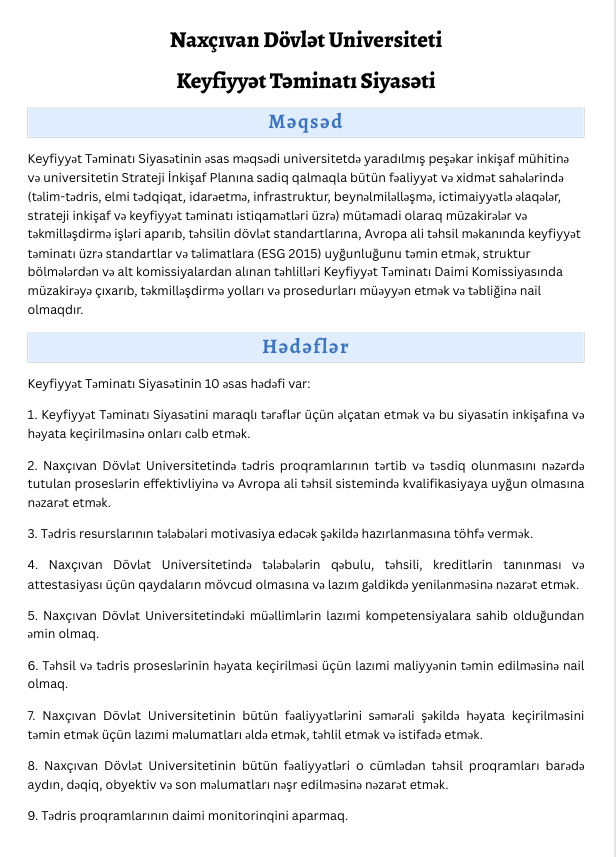 Naxçıvan Dövlət Universiteti
Keyfiyyət Təminatı Siyasəti
Məqsəd
Keyfiyyət Təminatı Siyasətinin əsas məqsədi universitetdə yaradılmış peşəkar inkişaf mühitinə
və universitetin Strateji İnkişaf Planına sadiq qalmaqla bütün fəaliyyət və xidmət sahələrində
(təlim-tədris, elmi tədqiqat, idarəetmə, infrastruktur, beynəlmiləlləşmə, ictimaiyyətlə əlaqələr,
strateji inkişaf və keyfiyyət təminatı istiqamətləri üzrə) mütəmadi olaraq müzakirələr və
təkmilləşdirmə işləri aparıb, təhsilin dövlət standartlarına, Avropa ali təhsil məkanında keyfiyyət
təminatı üzrə standartlar və təlimatlara (ESG 2015) uyğunluğunu təmin etmək, struktur
bölmələrdən və alt komissiyalardan alınan təhlilləri Keyfiyyət Təminatı Daimi Komissiyasında
müzakirəyə çıxarıb, təkmilləşdirmə yolları və prosedurları müəyyən etmək və təbliğinə nail
olmaqdır.
Hədəflər
Keyfiyyət Təminatı Siyasətinin 10 əsas hədəfi var:
1. Keyfiyyət Təminatı Siyasətini maraqlı tərəflər üçün əlçatan etmək və bu siyasətin inkişafına və
həyata keçirilməsinə onları cəlb etmək.
2. Naxçıvan Dövlət Universitetində tədris proqramlarının tərtib və təsdiq olunmasını nəzərdə
tutulan proseslərin effektivliyinə və Avropa ali təhsil sistemində kvalifikasiyaya uyğun olmasına
nəzarət etmək.
3. Tədris resurslarının tələbələri motivasiya edəcək şəkildə hazırlanmasına töhfə vermək.
4. Naxçıvan Dövlət Universitetində tələbələrin qəbulu, təhsili, kreditlərin tanınması və
attestasiyası üçün qaydaların mövcud olmasına və lazım gəldikdə yenilənməsinə nəzarət etmək.
5. Naxçıvan Dövlət Universitetindəki müəllimlərin lazımi kompetensiyalara sahib olduğundan
əmin olmaq.
6. Təhsil və tədris proseslərinin həyata keçirilməsi üçün lazımi maliyyənin təmin edilməsinə nail
olmaq.
7. Naxçıvan Dövlət Universitetinin bütün fəaliyyətlərini səmərəli şəkildə həyata keçirilməsini
təmin etmək üçün lazımi məlumatları əldə etmək, təhlil etmək və istifadə etmək.
8. Naxçıvan Dövlət Universitetinin bütün fəaliyyətləri o cümlədən təhsil proqramları barədə
aydın, dəqiq, obyektiv və son məlumatları nəşr edilməsinə nəzarət etmək.
9. Tədris proqramlarının daimi monitorinqini aparmaq.